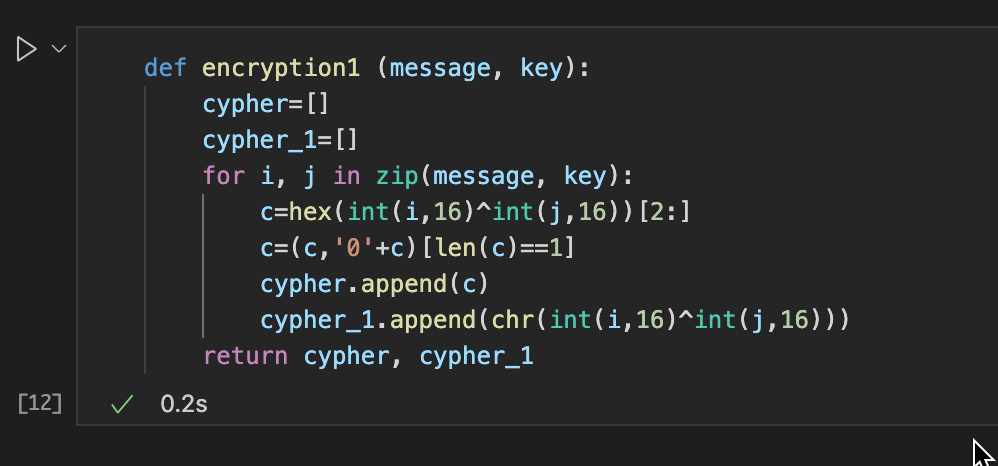 def encryption1 (message, key):
    cypher=[]
    cypher_1=[]
    for i, j in zip(message, key):
        c=hex(int(i,16)^int(j,16))[2:]
        c=(c,'0'+c)[len(c)==1]
        cypher.append(c)
        cypher_1.append(chr(int(i,16)^int(j,16)))
    return cypher, cypher_1
[12] 0.2s